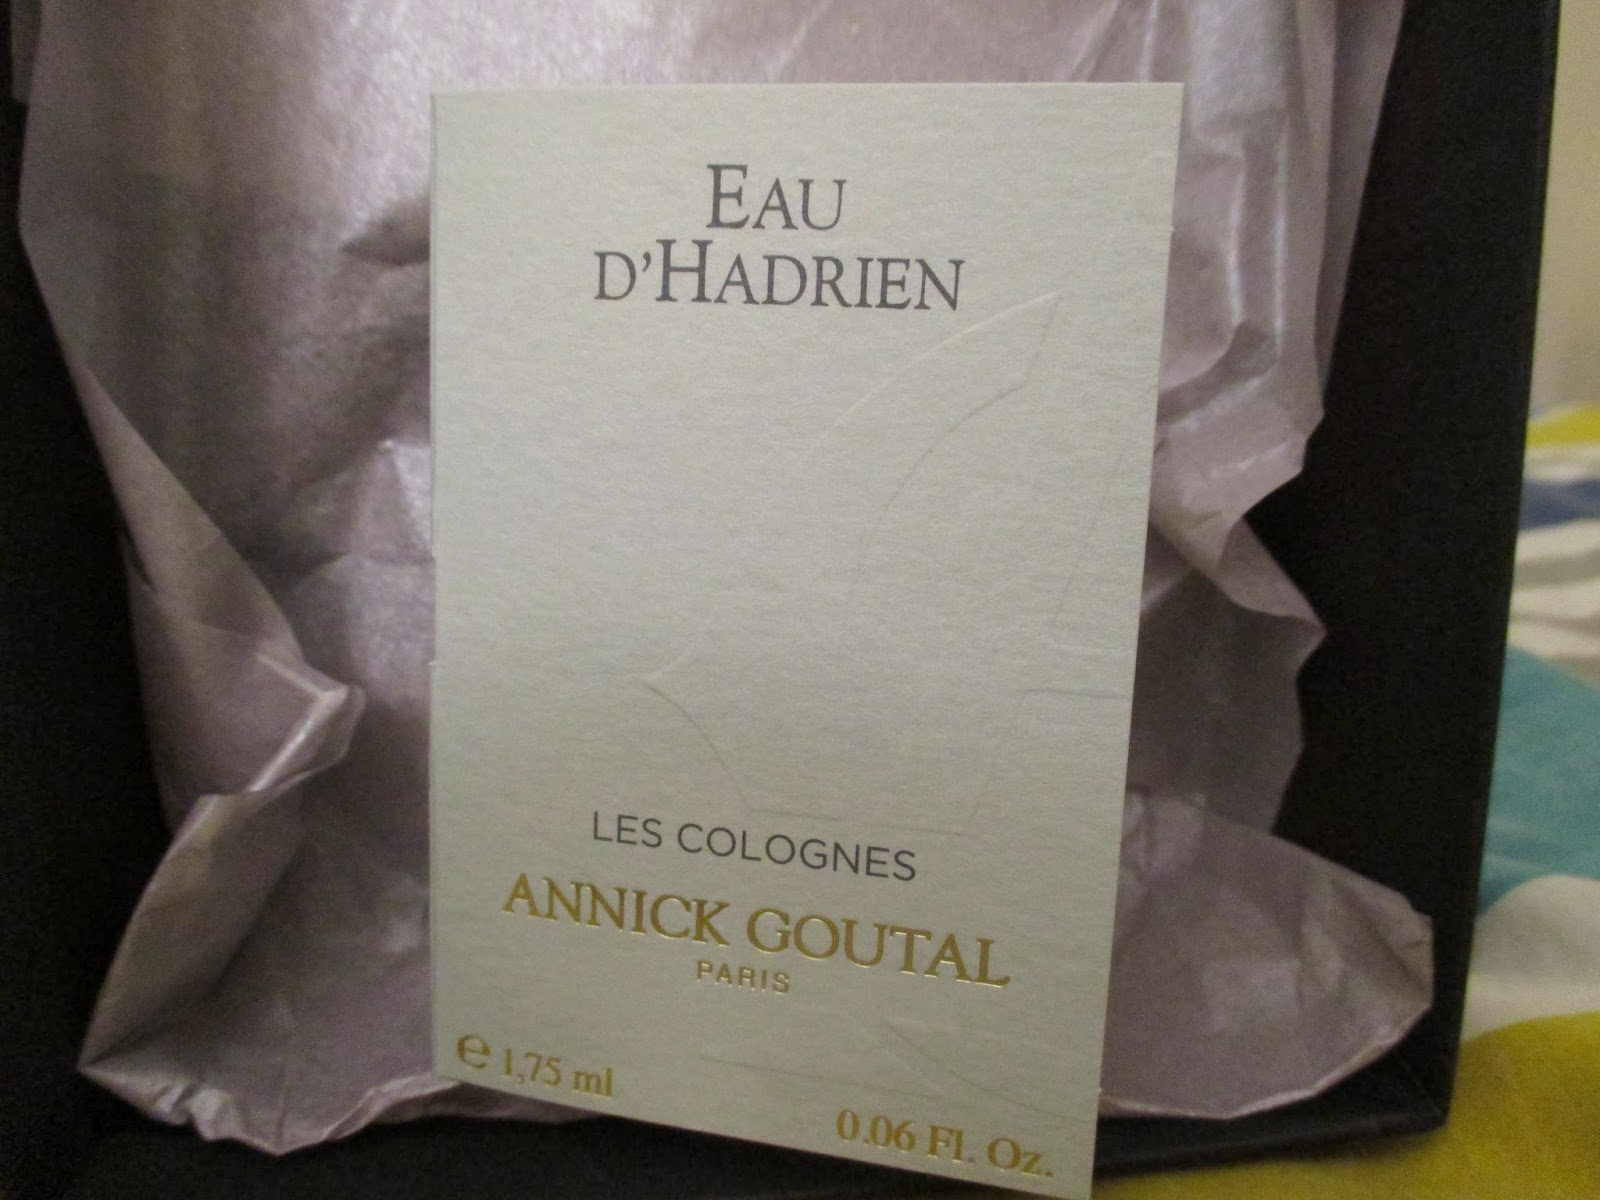 EAU
D'HADRIEN
LES COLOGNES
ANNICK GOUTAL
PARIS
℮ 1,75 ml
0.06 Fl. Oz.